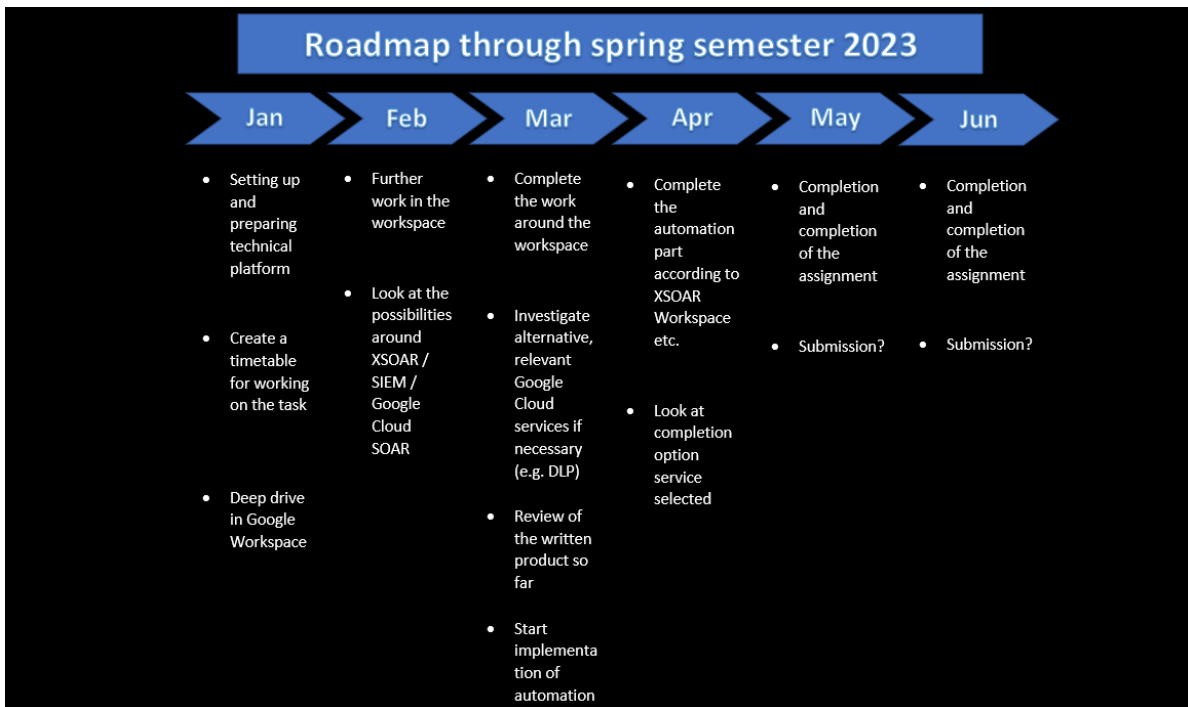 Roadmap through spring semester 2023
Jan
Feb
Mar
Apr
May
Jun
• Setting up
and
preparing
technical
platform
• Create a
timetable
for working
on the task
• Deep drive
in Google
Workspace
• Further
work in the
workspace
• Look at the
possibilities
around
XSOAR /
SIEM /
Google
Cloud
SOAR
• Complete
the work
around the
workspace
• Investigate
alternative,
relevant
Google
Cloud
services if
necessary
(e.g. DLP)
• Review of
the written
product so
far
• Start
implementa
tion of
automation
• Complete
the
automation
part
according to
XSOAR
Workspace
etc.
• Look at
completion
option
service
selected
• Completion
and
completion
of the
assignment
• Submission?
• Completion
and
completion
of the
assignment
• Submission?